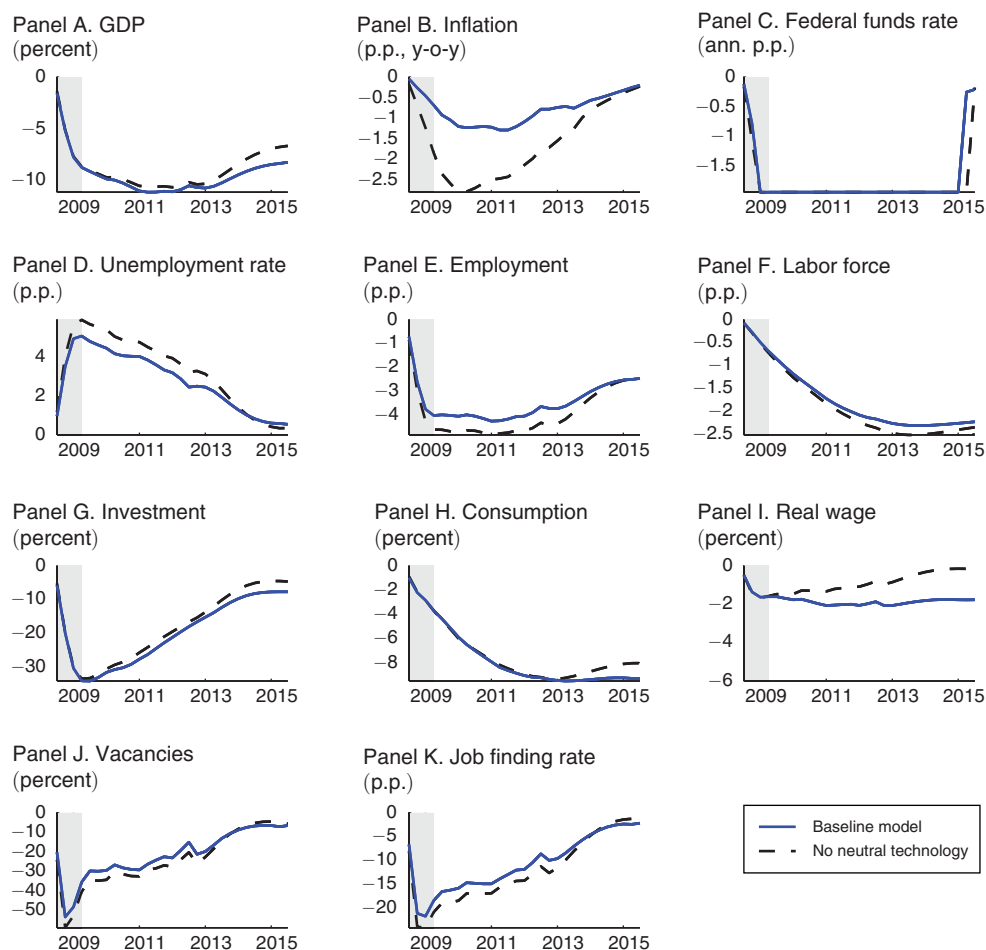 Panel A. GDP
(percent)
0
−5
−10
2009 2011 2013 2015
Panel B. Inflation
(p.p., y-o-y)
0
−0.5
−1
−1.5
−2
−2.5
2009 2011 2013 2015
Panel C. Federal funds rate
(ann. p.p.)
0
−0.5
−1
−1.5
2009 2011 2013 2015
Panel D. Unemployment rate
(p.p.)
4
2
0
2009 2011 2013 2015
Panel E. Employment
(p.p.)
0
−1
−2
−3
−4
2009 2011 2013 2015
Panel F. Labor force
(p.p.)
0
−0.5
−1
−1.5
−2
−2.5
2009 2011 2013 2015
Panel G. Investment
(percent)
0
−10
−20
−30
2009 2011 2013 2015
Panel H. Consumption
(percent)
0
−2
−4
−6
−8
2009 2011 2013 2015
Panel I. Real wage
(percent)
0
−2
−4
−6
2009 2011 2013 2015
Panel J. Vacancies
(percent)
0
−10
−20
−30
−40
−50
2009 2011 2013 2015
Panel K. Job finding rate
(p.p.)
0
−5
−10
−15
−20
2009 2011 2013 2015
Baseline model
No neutral technology